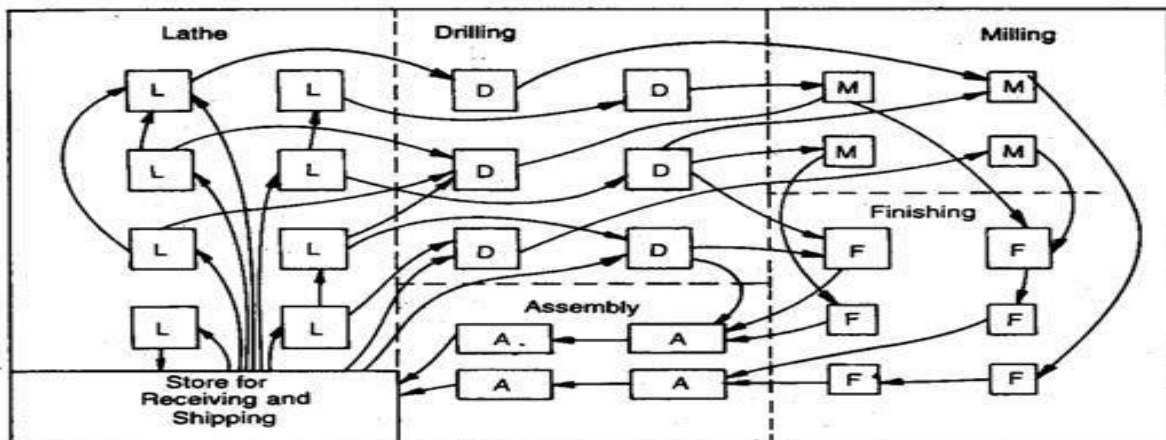 Lathe Drilling Milling
L L D D M M
L L D D M M
Finishing
L L D D F F
Assembly
L L A . A F F
Store for
Receiving and
Shipping
A A F F